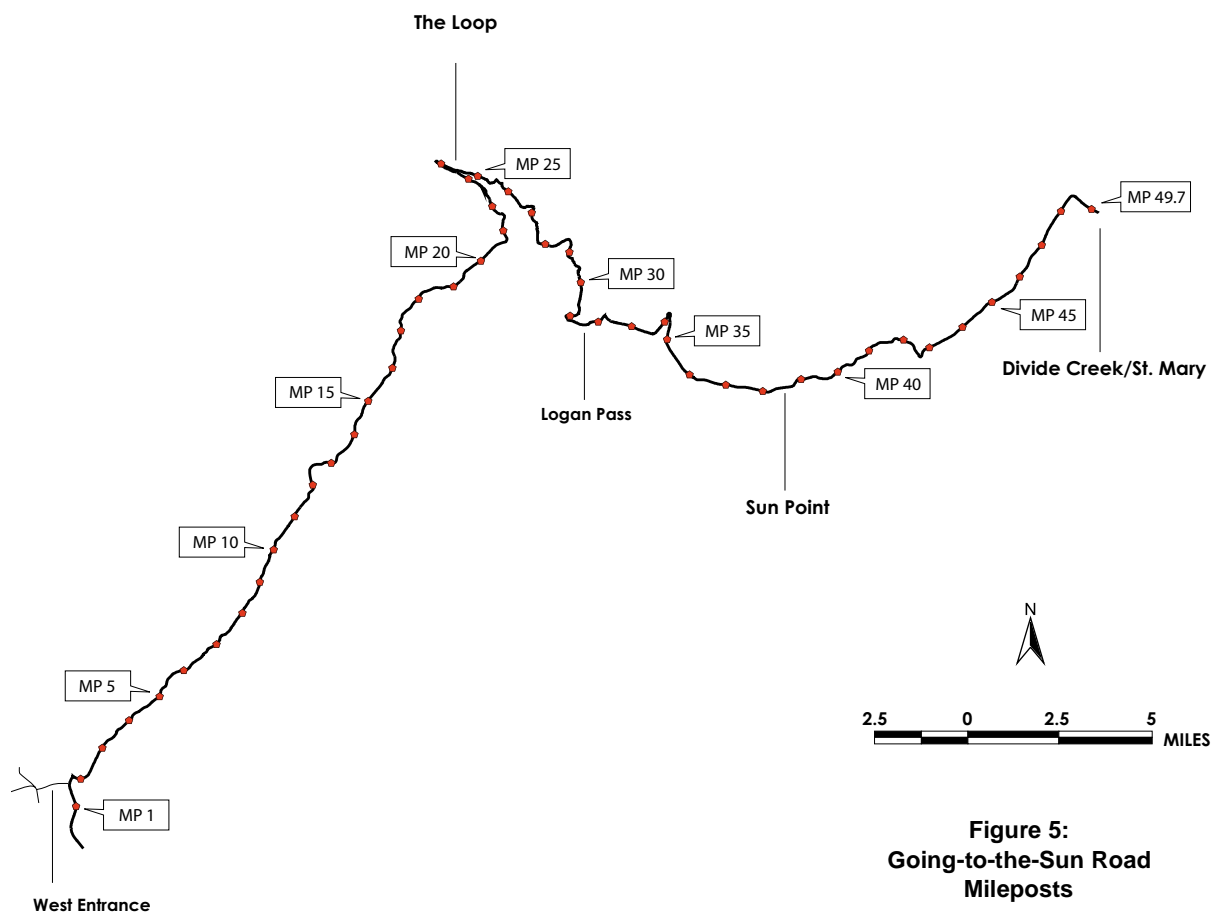 The Loop
MP 25
MP 49.7
MP 20
MP 30
MP 45
MP 35
Divide Creek/St. Mary
MP 40
MP 15
Logan Pass
Sun Point
MP 10
N
MP 5
2.5 0 2.5 5
MILES
MP 1
Figure 5:
Going-to-the-Sun Road
Mileposts
West Entrance